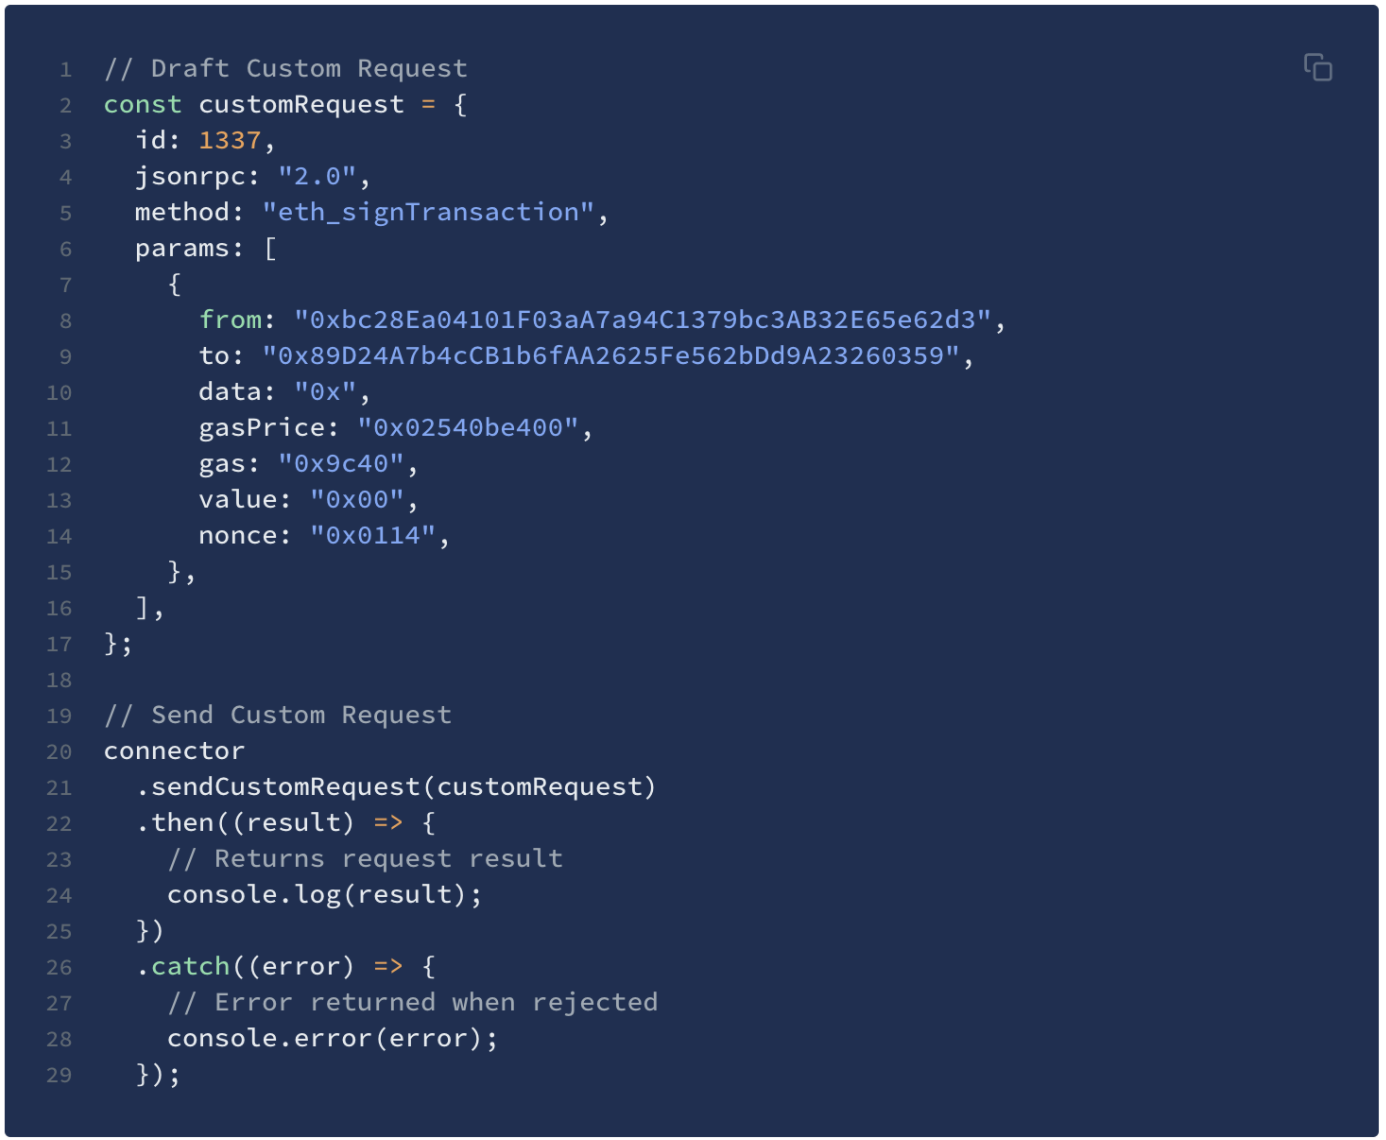 1 // Draft Custom Request
2 const customRequest = {
3   id: 1337,
4   jsonrpc: "2.0",
5   method: "eth_signTransaction",
6   params: [
7     {
8       from: "0xbc28Ea04101F03aA7a94C1379bc3AB32E65e62d3",
9       to: "0x89D24A7b4cCB1b6fAA2625Fe562bDd9A23260359",
10       data: "0x",
11       gasPrice: "0x02540be400",
12       gas: "0x9c40",
13       value: "0x00",
14       nonce: "0x0114",
15     },
16   ],
17 };
18
19 // Send Custom Request
20 connector
21   .sendCustomRequest(customRequest)
22   .then((result) => {
23     // Returns request result
24     console.log(result);
25   })
26   .catch((error) => {
27     // Error returned when rejected
28     console.error(error);
29   });